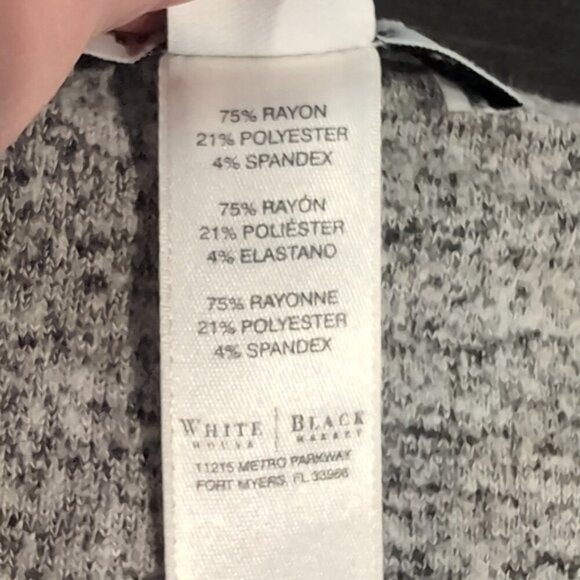 75% RAYON
21% POLYESTER
4% SPANDEX
75% RAYÓN
21% POLIÉSTER
4% ELASTANO
75% RAYONNE
21% POLYESTER
4% SPANDEX
WHITE | BLACK
HOUSE | MARKET
11215 METRO PARKWAY
FORT MYERS, FL 33966